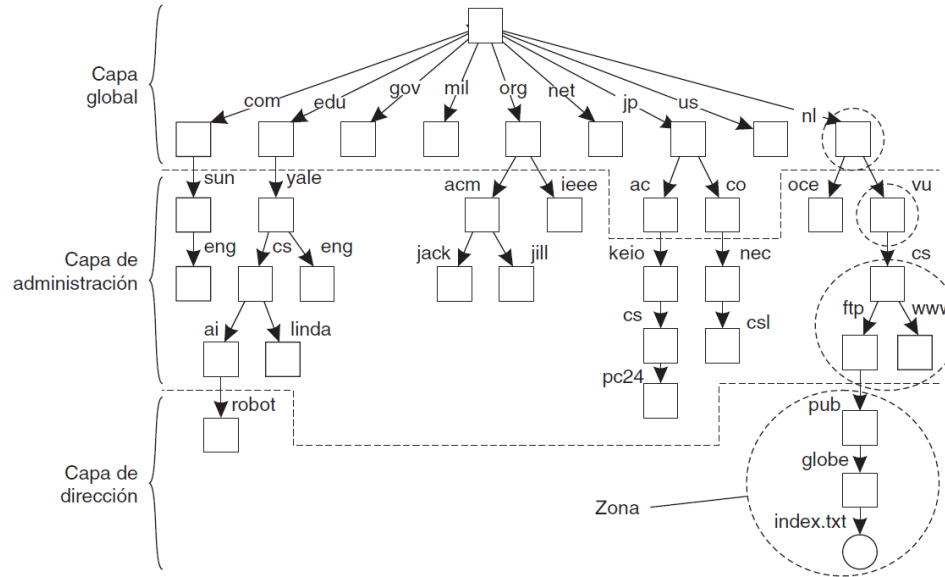 Capa
global
com
edu
gov
mil
org
net
jp
us
nl
Capa de
administración
sun
yale
acm
ieee
ac
co
oce
vu
eng
cs
eng
jack
jill
keio
nec
cs
ai
linda
cs
csl
ftp
www
pc24
Capa de
dirección
robot
pub
globe
index.txt
Zona